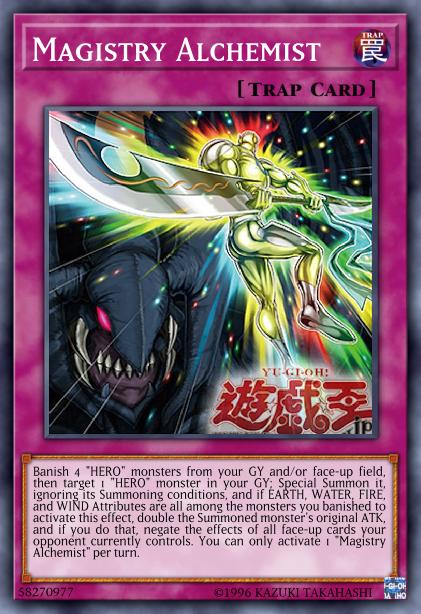 Magistry Alchemist
TRAP
罠
[Trap Card]
YU-GI-OH!
遊戯王
.jp
Banish 4 "HERO" monsters from your GY and/or face-up field,
then target 1 "HERO" monster in your GY; Special Summon it,
ignoring its Summoning conditions, and if EARTH, WATER, FIRE,
and WIND Attributes are all among the monsters you banished to
activate this effect, double the Summoned monster's original ATK,
and if you do that, negate the effects of all face-up cards your
opponent currently controls. You can only activate 1 "Magistry
Alchemist" per turn.
58270977
©1996 KAZUKI TAKAHASHI